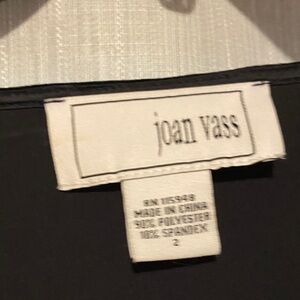 joan vass
RN 115948
MADE IN CHINA
90% POLYESTER
10% SPANDEX
2